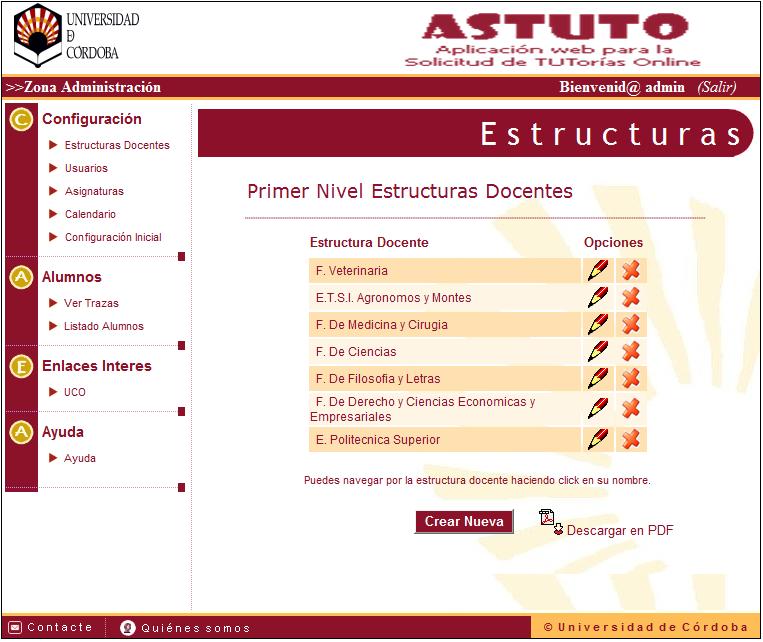 UNIVERSIDAD
D
CÓRDOBA
ASTUTO
Aplicación web para la
Solicitud de TUTorías Online
>>Zona Administración
Bienvenid@ admin (Salir)
C Configuración
Estructuras Docentes
Usuarios
Asignaturas
Calendario
Configuración Inicial
A Alumnos
Ver Trazas
Listado Alumnos
E Enlaces Interes
UCO
A Ayuda
Ayuda
Estructuras
Primer Nivel Estructuras Docentes
Estructura Docente Opciones
F. Veterinaria
E.T.S.I. Agronomos y Montes
F. De Medicina y Cirugia
F. De Ciencias
F. De Filosofia y Letras
F. De Derecho y Ciencias Economicas y
Empresariales
E. Politecnica Superior
Puedes navegar por la estructura docente haciendo click en su nombre.
Crear Nueva
Descargar en PDF
Contacte
Quiénes somos
© Universidad de Córdoba